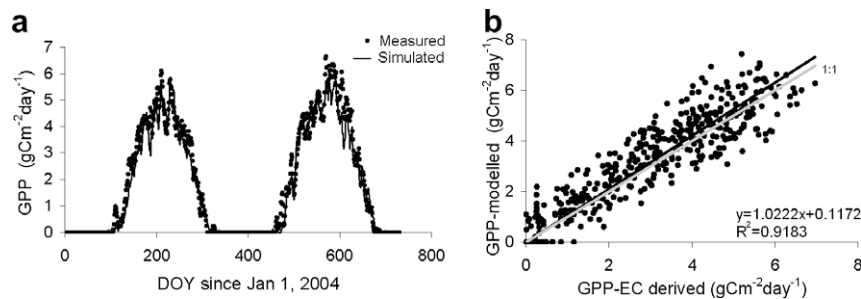 a
• Measured
— Simulated
7
6
5
4
3
2
1
0
GPP (gCm⁻²day⁻¹)
0 200 400 600 800
DOY since Jan 1, 2004
b
8
6
4
2
0
GPP-modelled (gCm⁻²day⁻¹)
1:1
y=1.0222x+0.1172
R²=0.9183
0 2 4 6 8
GPP-EC derived (gCm⁻²day⁻¹)